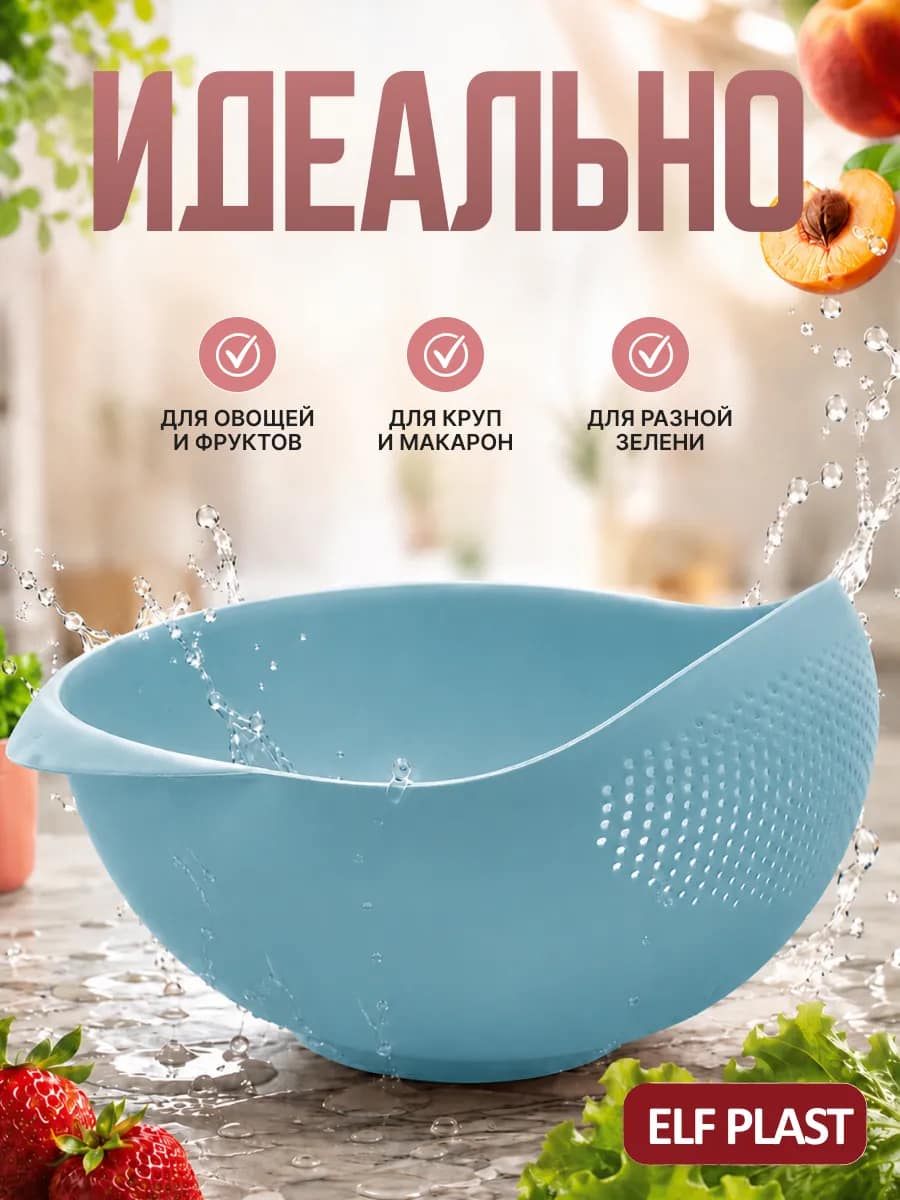 ИДЕАЛЬНО
ДЛЯ ОВОЩЕЙ
И ФРУКТОВ
ДЛЯ КРУП
И МАКАРОН
ДЛЯ РАЗНОЙ
ЗЕЛЕНИ
ELF PLAST